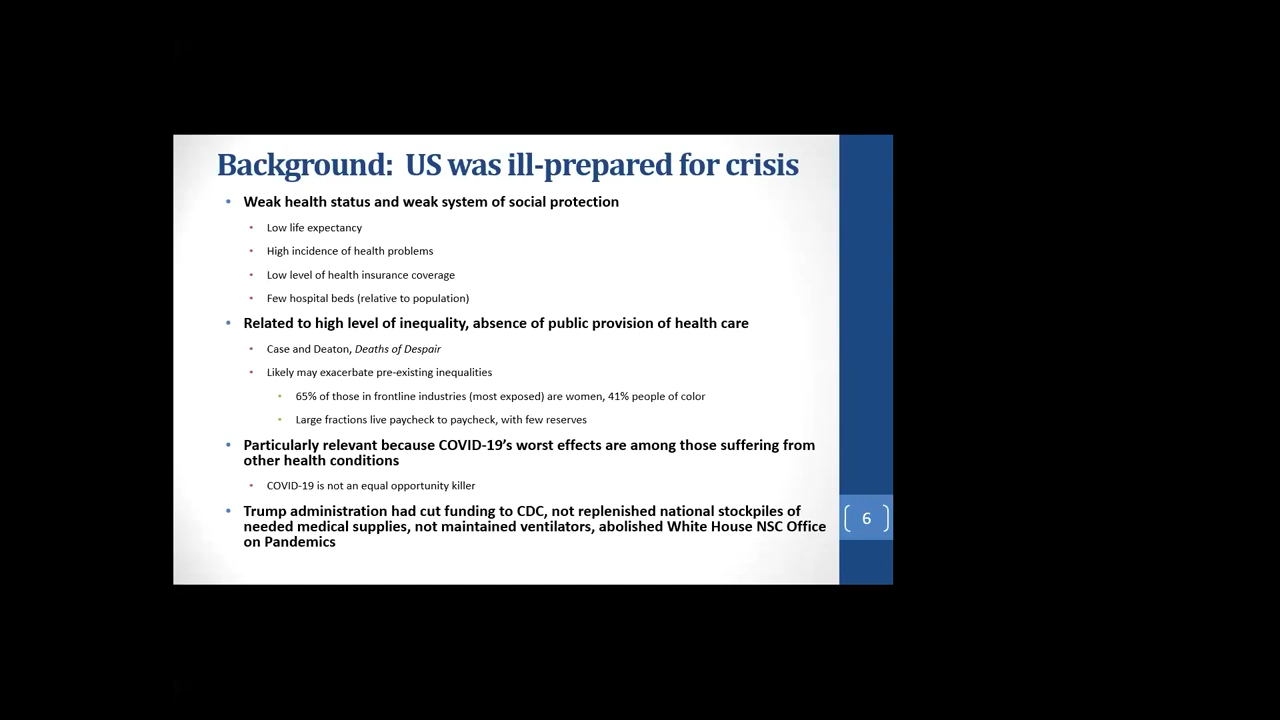 Background:  US was ill-prepared for crisis
• Weak health status and weak system of social protection
• Low life expectancy
• High incidence of health problems
• Low level of health insurance coverage
• Few hospital beds (relative to population)
• Related to high level of inequality, absence of public provision of health care
• Case and Deaton, Deaths of Despair
• Likely may exacerbate pre-existing inequalities
• 65% of those in frontline industries (most exposed) are women, 41% people of color
• Large fractions live paycheck to paycheck, with few reserves
• Particularly relevant because COVID-19’s worst effects are among those suffering from
other health conditions
• COVID-19 is not an equal opportunity killer
• Trump administration had cut funding to CDC, not replenished national stockpiles of
needed medical supplies, not maintained ventilators, abolished White House NSC Office
on Pandemics
6